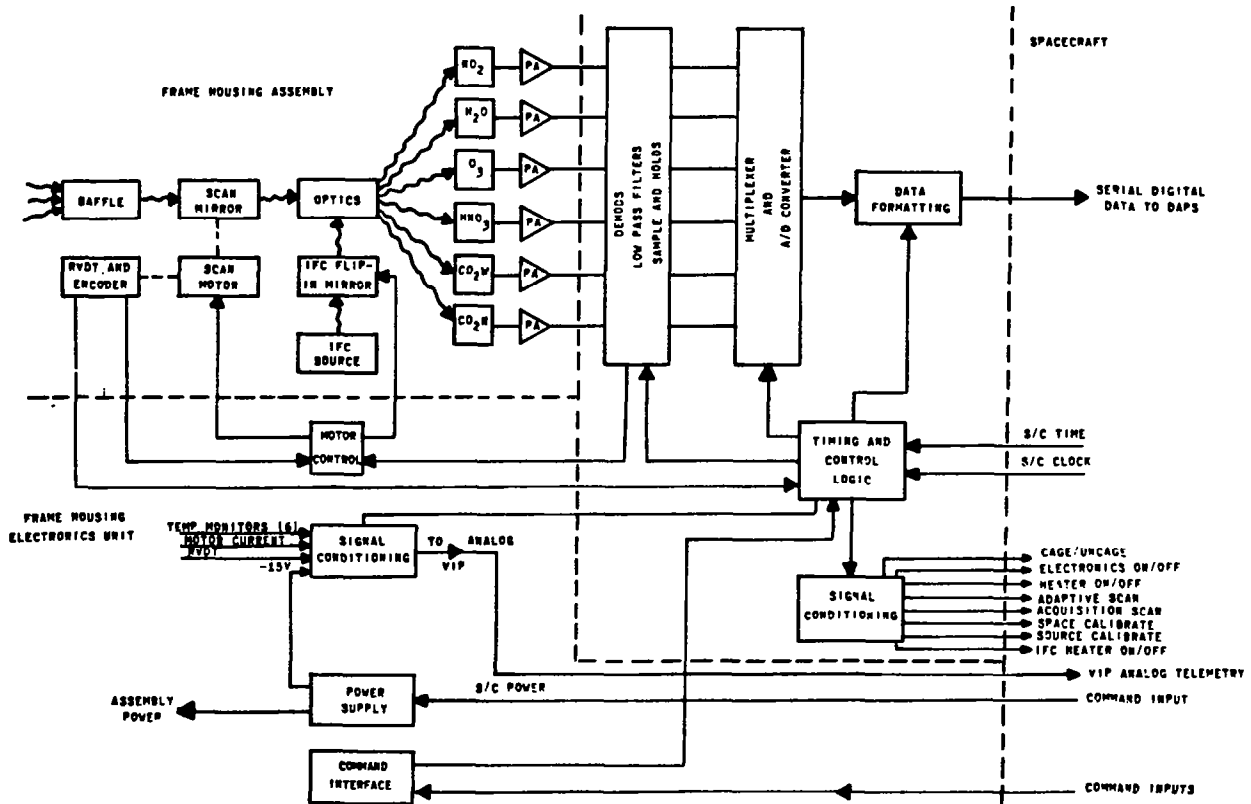 SPACECRAFT
FRAME HOUSING ASSEMBLY
NO2
PA
H2O
PA
O3
PA
HNO3
PA
CO2W
PA
CO2N
PA
BAFFLE
SCAN
MIRROR
OPTICS
RVDT AND
ENCODER
SCAN
MOTOR
IFC FLIP-
IN MIRROR
IFC
SOURCE
DEMODS
LOW PASS FILTERS
SAMPLE AND HOLDS
MULTIPLEXER
AND
A/D CONVERTER
DATA
FORMATTING
SERIAL DIGITAL
DATA TO DAPS
MOTOR
CONTROL
TIMING AND
CONTROL
LOGIC
S/C TIME
S/C CLOCK
FRAME HOUSING
ELECTRONICS UNIT
TEMP MONITORS (6)
MOTOR CURRENT
RVDT
-15V
SIGNAL
CONDITIONING
TO ANALOG
VIP
SIGNAL
CONDITIONING
CAGE/UNCAGE
ELECTRONICS ON/OFF
HEATER ON/OFF
ADAPTIVE SCAN
ACQUISITION SCAN
SPACE CALIBRATE
SOURCE CALIBRATE
IFC HEATER ON/OFF
VIP ANALOG TELEMETRY
ASSEMBLY
POWER
POWER
SUPPLY
S/C POWER
COMMAND INPUT
COMMAND
INTERFACE
COMMAND INPUTS